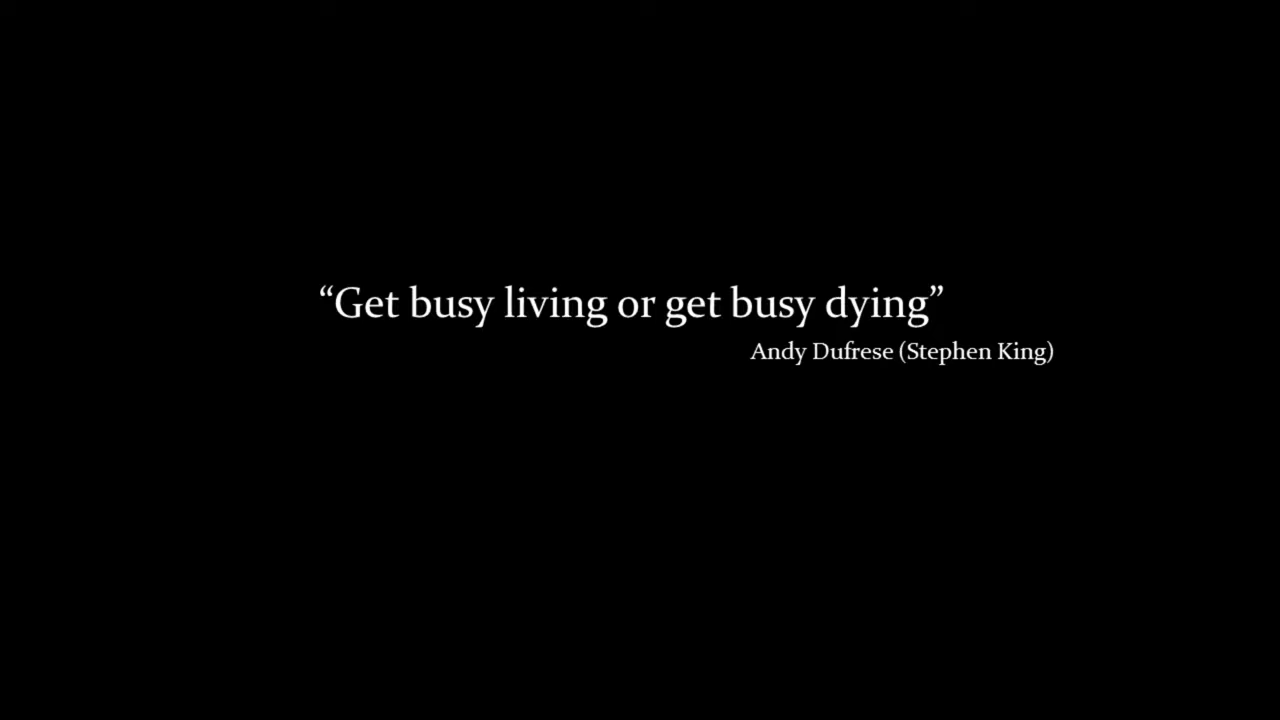 “Get busy living or get busy dying”
Andy Dufrese (Stephen King)